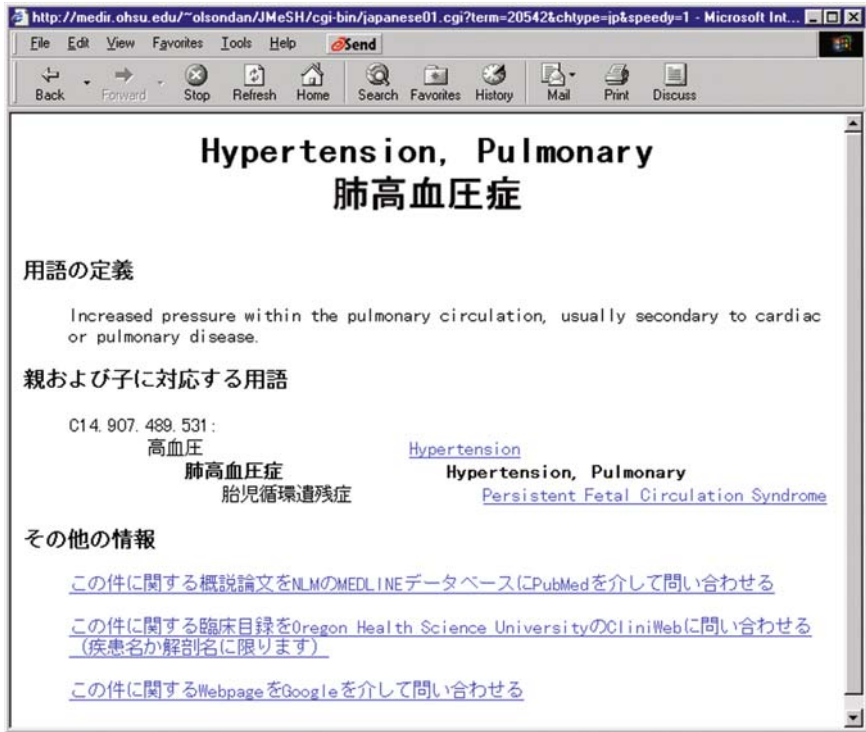 http://medir.ohsu.edu/~olsondan/JMeSH/cgi-bin/japanese01.cgi?term=20542&chtype=jp&speedy=1 - Microsoft Int...
File Edit View Favorites Tools Help Send
Back Forward Stop Refresh Home Search Favorites History Mail Print Discuss
Hypertension, Pulmonary
肺高血圧症
用語の定義
Increased pressure within the pulmonary circulation, usually secondary to cardiac
or pulmonary disease.
親および子に対応する用語
C14.907.489.531:
高血圧 Hypertension
肺高血圧症 Hypertension, Pulmonary
胎児循環遺残症 Persistent Fetal Circulation Syndrome
その他の情報
この件に関する概説論文をNLMのMEDLINEデータベースにPubMedを介して問い合わせる
この件に関する臨床目録をOregon Health Science UniversityのCliniWebに問い合わせる
(疾患名か解剖名に限ります)
この件に関するWebpageをGoogleを介して問い合わせる